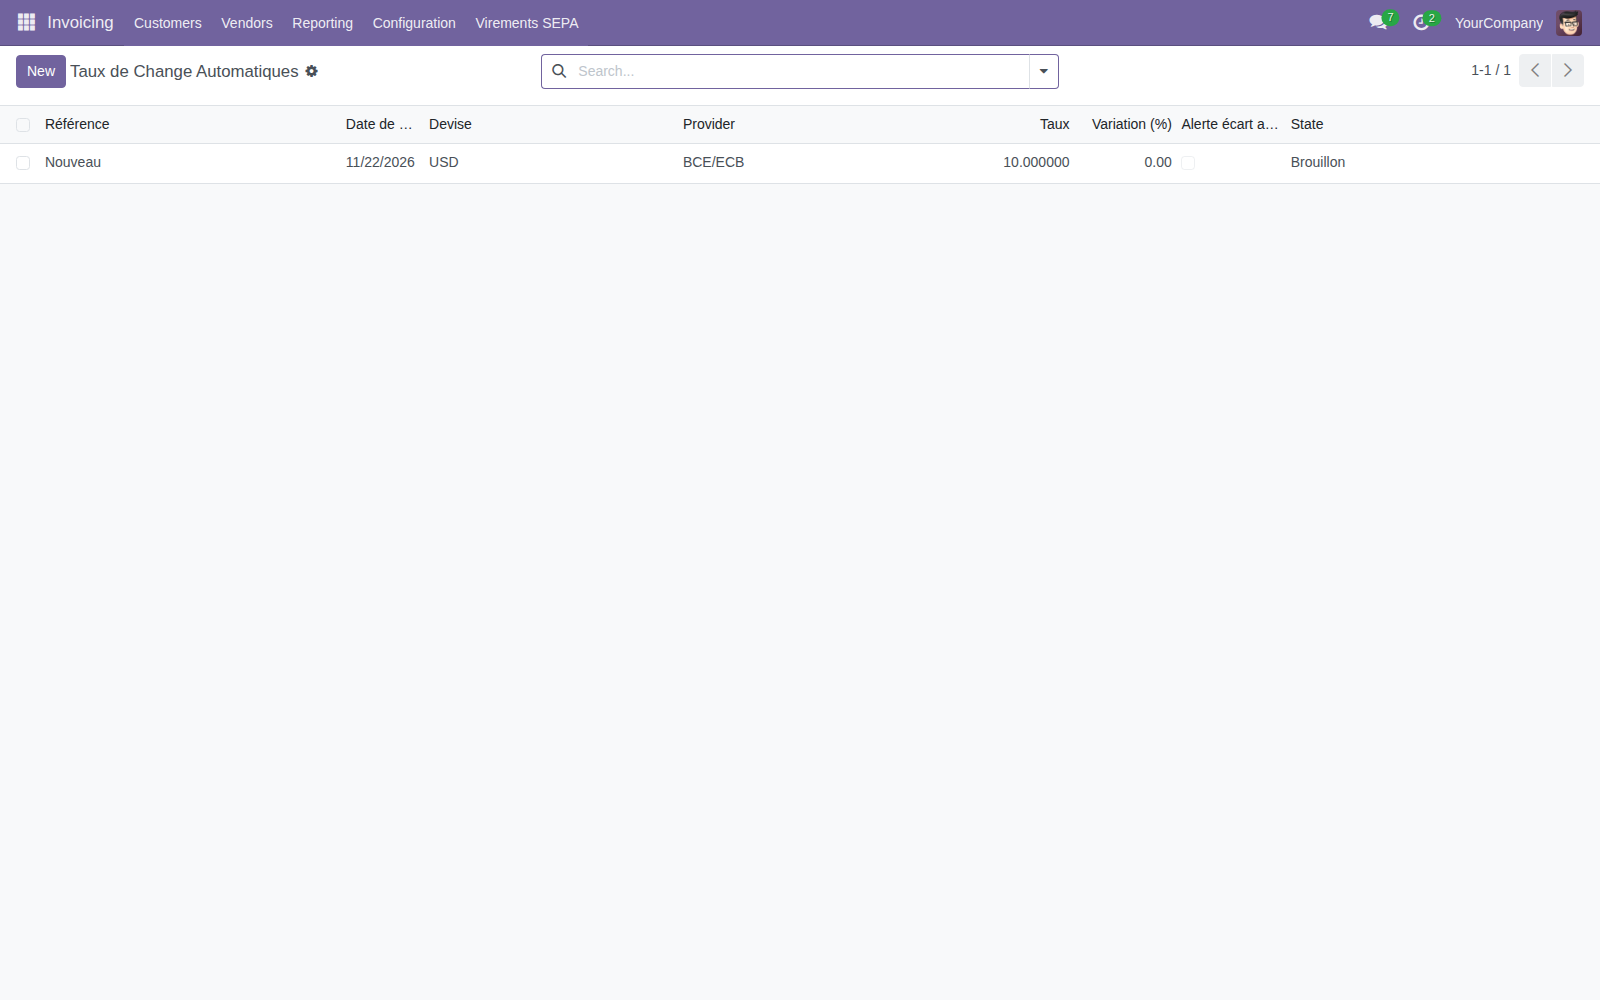 Invoicing Customers Vendors Reporting Configuration Virements SEPA 7 2 YourCompany
New Taux de Change Automatiques Search... 1-1 / 1
Référence Date de ... Devise Provider Taux Variation (%) Alerte écart a... State
Nouveau 11/22/2026 USD BCE/ECB 10.000000 0.00 Brouillon